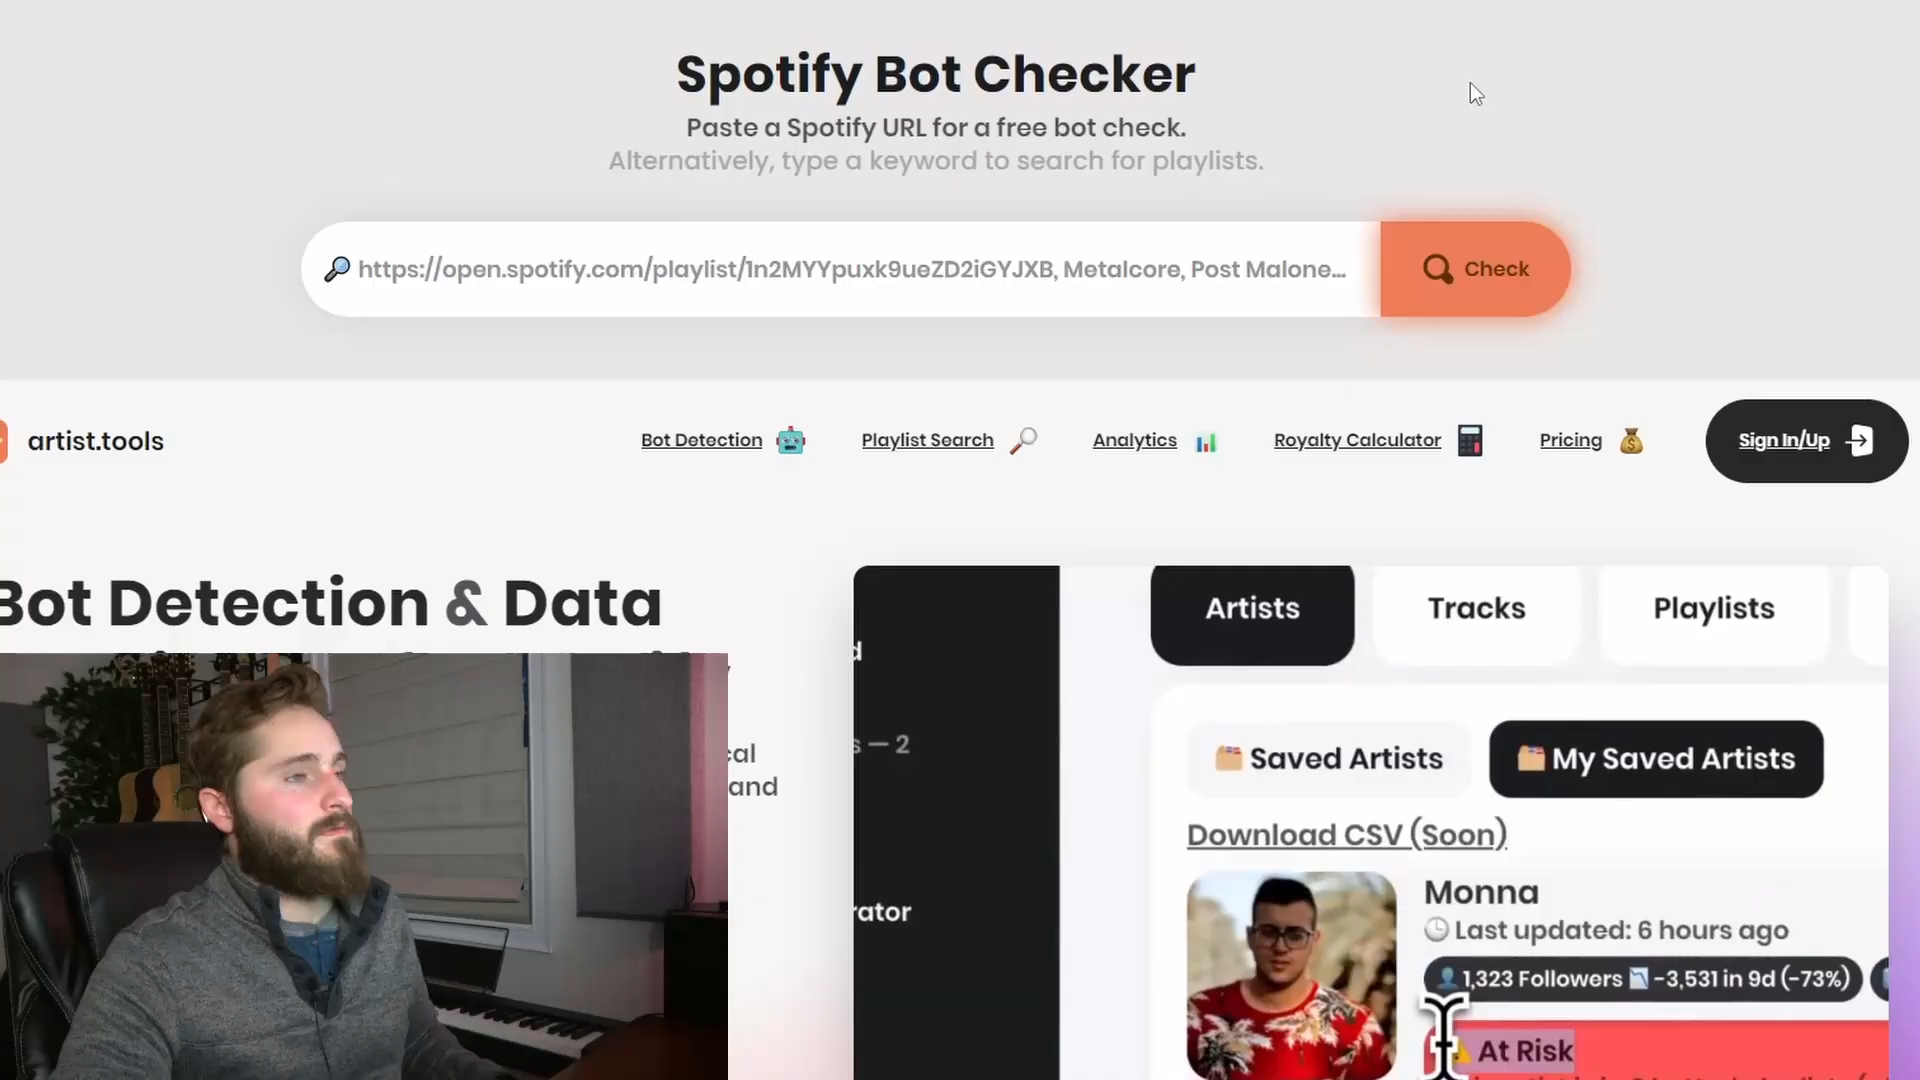 Spotify Bot Checker
Paste a Spotify URL for a free bot check.
Alternatively, type a keyword to search for playlists.
https://open.spotify.com/playlist/1n2MYYpuxk9ueZD2iGYJXB, Metalcore, Post Malone...
Check
artist.tools
Bot Detection
Playlist Search
Analytics
Royalty Calculator
Pricing
Sign In/Up
Bot Detection & Data
cal
and
d
s — 2
rator
Artists
Tracks
Playlists
Saved Artists
My Saved Artists
Download CSV (Soon)
Monna
Last updated: 6 hours ago
1,323 Followers -3,531 in 9d (-73%)
At Risk